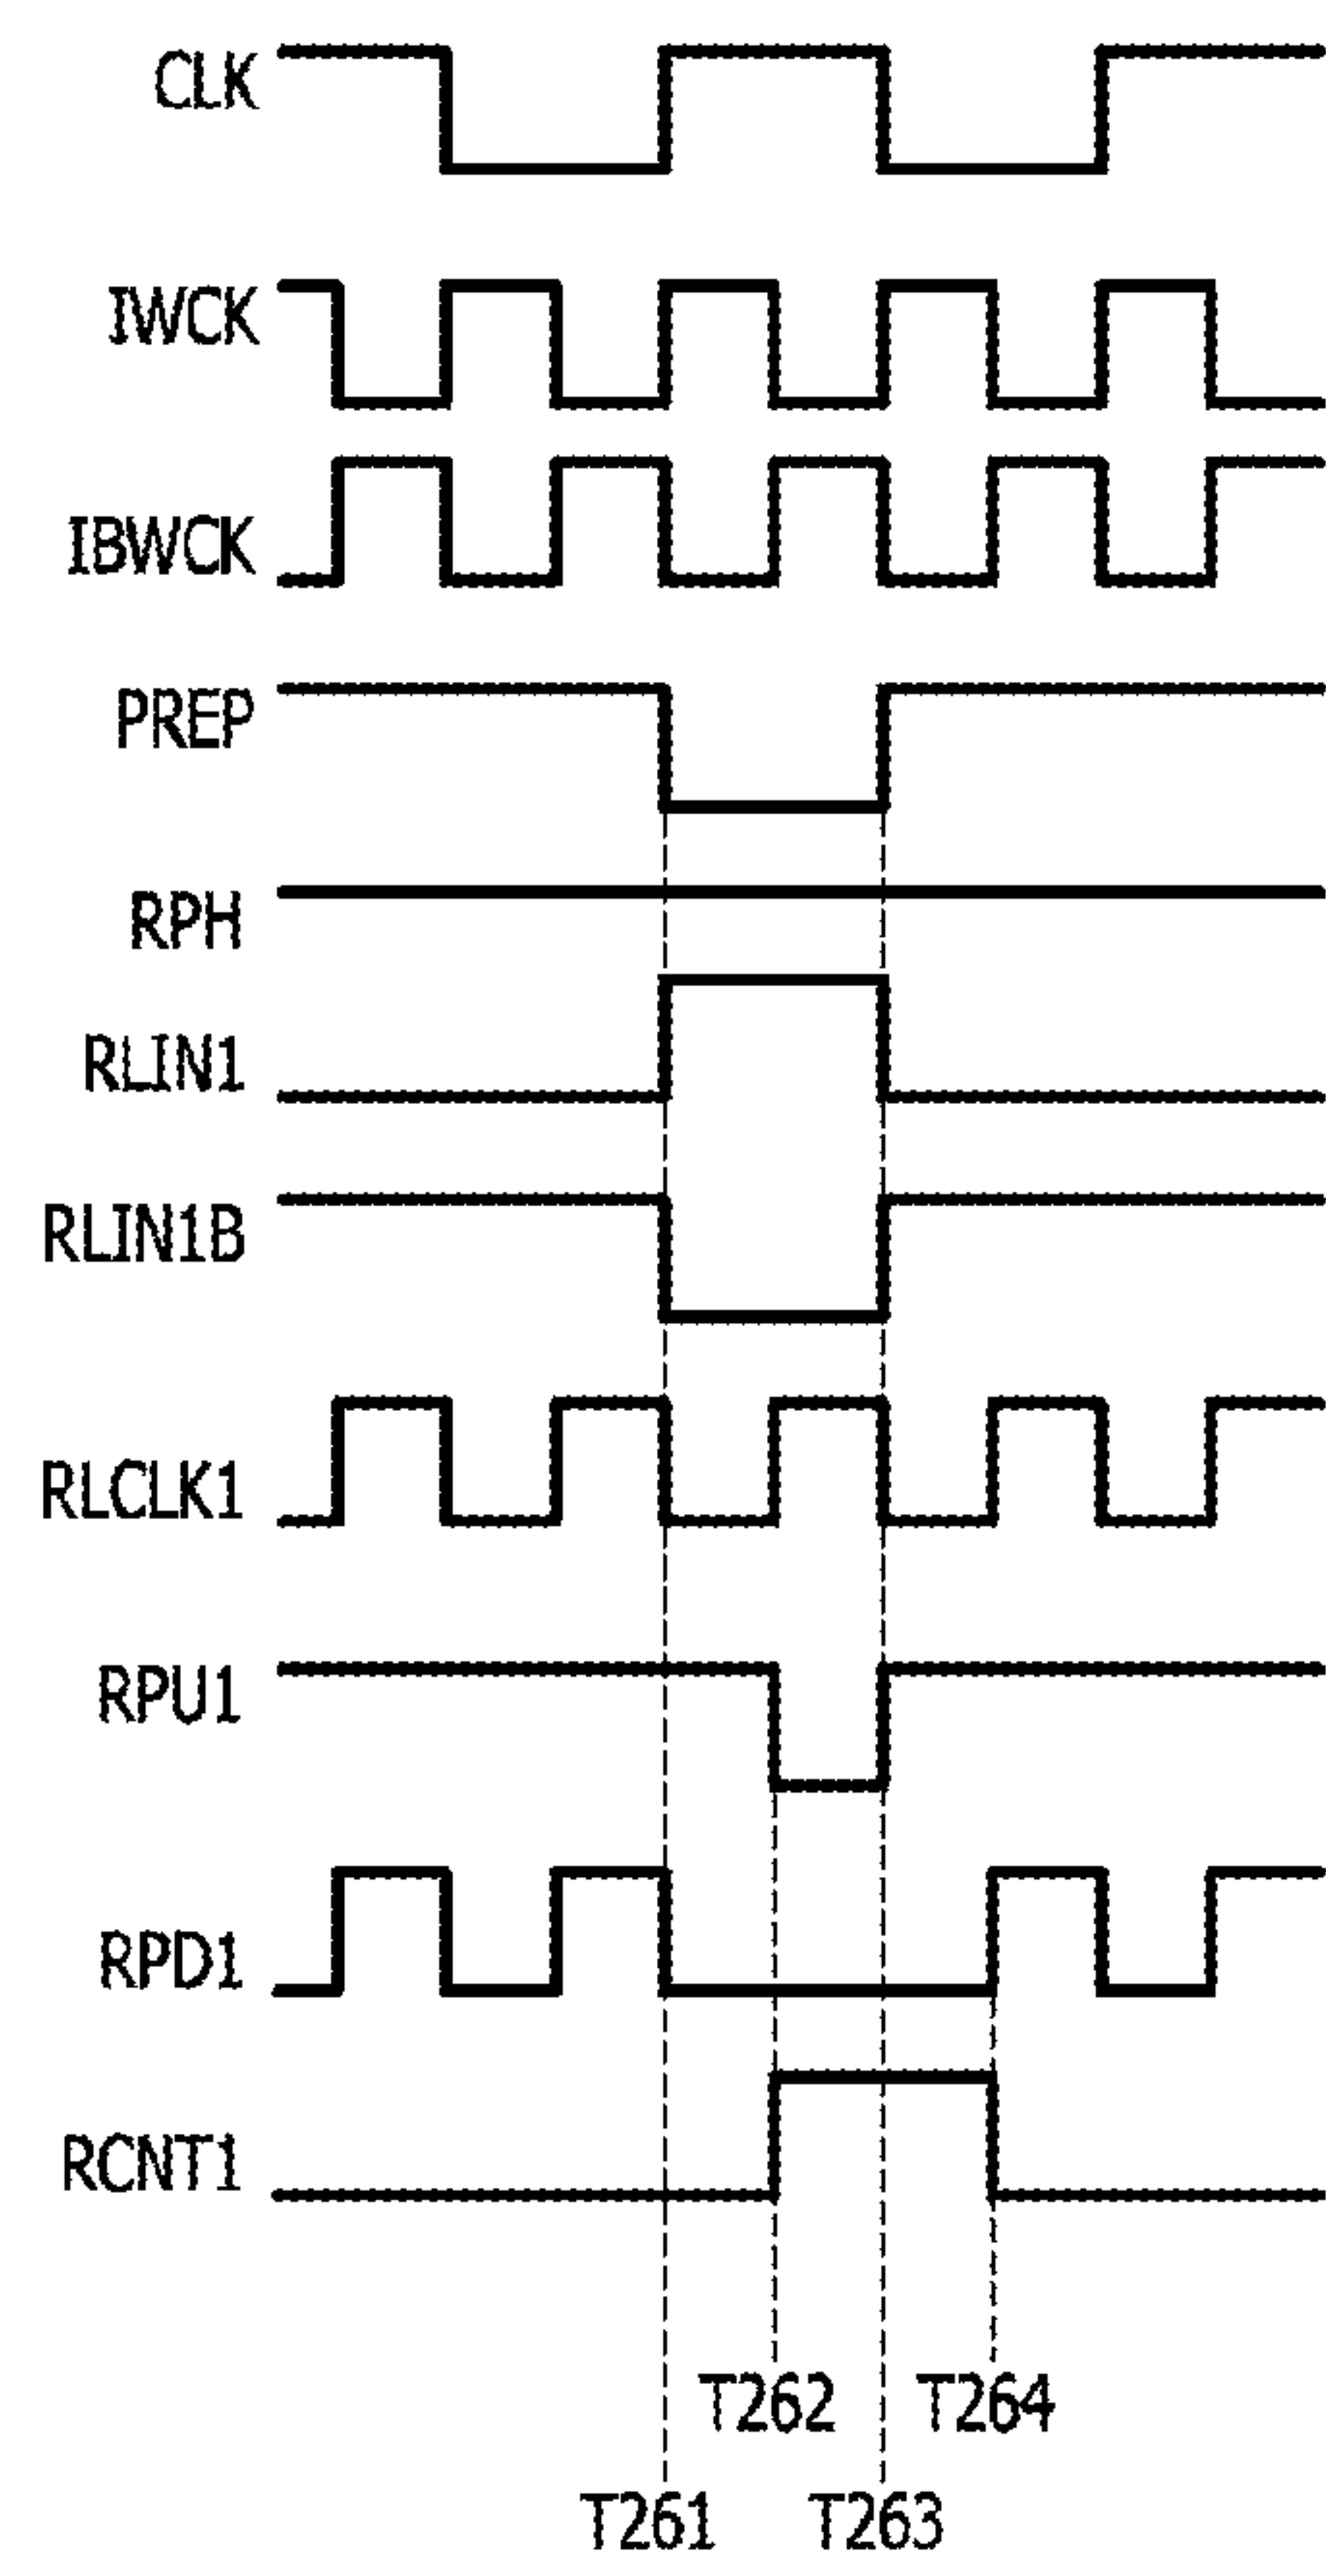 CLK
IWCK
IBWCK
PREP
RPH
RLIN1
RLIN1B
RLCLK1
RPU1
RPD1
RCNT1
T262 T264
T261 T263